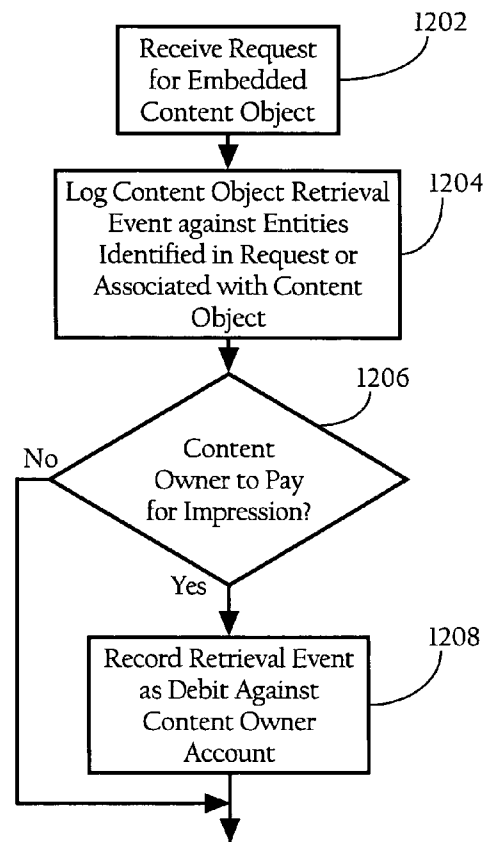 1202
Receive Request
for Embedded
Content Object
1204
Log Content Object Retrieval
Event against Entities
Identified in Request or
Associated with Content
Object
1206
Content
Owner to Pay
for Impression?
No
Yes
1208
Record Retrieval Event
as Debit Against
Content Owner
Account